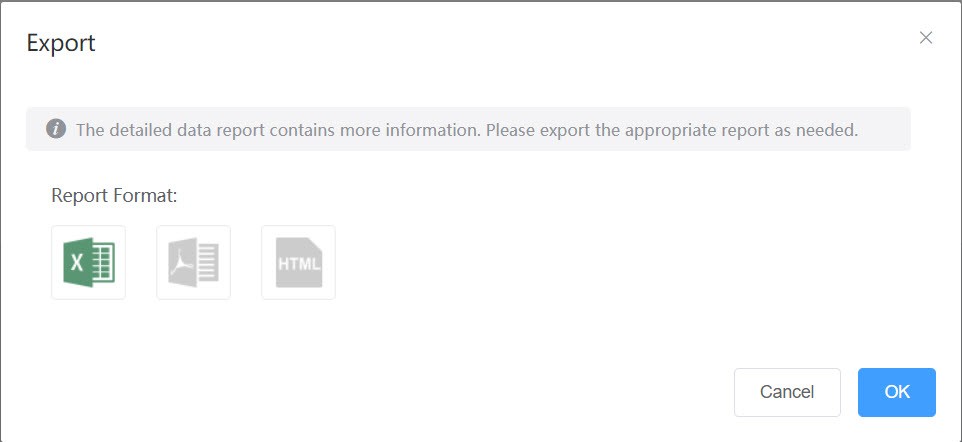 Export
The detailed data report contains more information. Please export the appropriate report as needed.
Report Format:
X
HTML
Cancel
OK